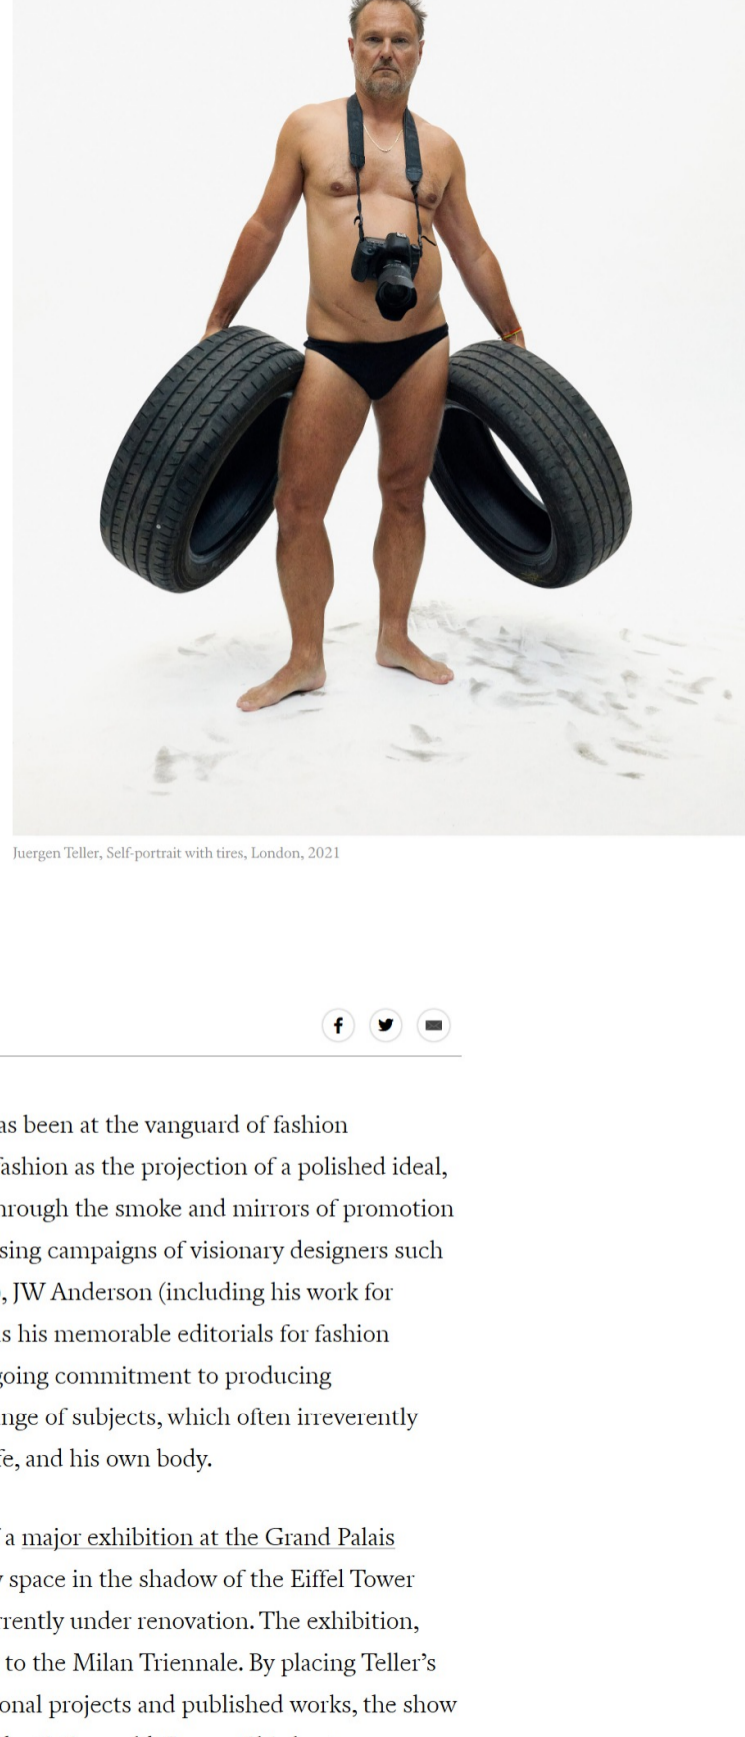 Juergen Teller, Self-portrait with tires, London, 2021
as been at the vanguard of fashion
fashion as the projection of a polished ideal,
hrough the smoke and mirrors of promotion
sing campaigns of visionary designers such
, JW Anderson (including his work for
s his memorable editorials for fashion
going commitment to producing
nge of subjects, which often irreverently
fe, and his own body.
a major exhibition at the Grand Palais
space in the shadow of the Eiffel Tower
rrently under renovation. The exhibition,
to the Milan Triennale. By placing Teller’s
onal projects and published works, the show